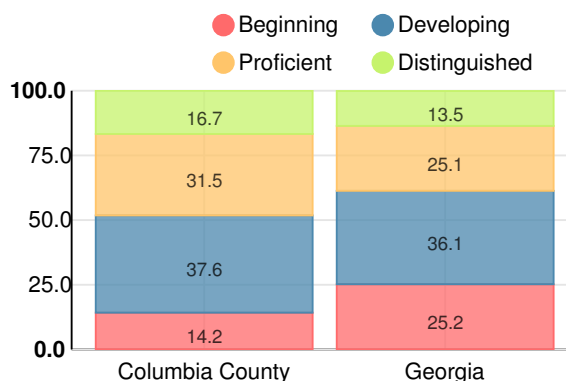 Beginning
Developing
Proficient
Distinguished
100.0
75.0
50.0
25.0
0.0
16.7
31.5
37.6
14.2
13.5
25.1
36.1
25.2
Columbia County
Georgia